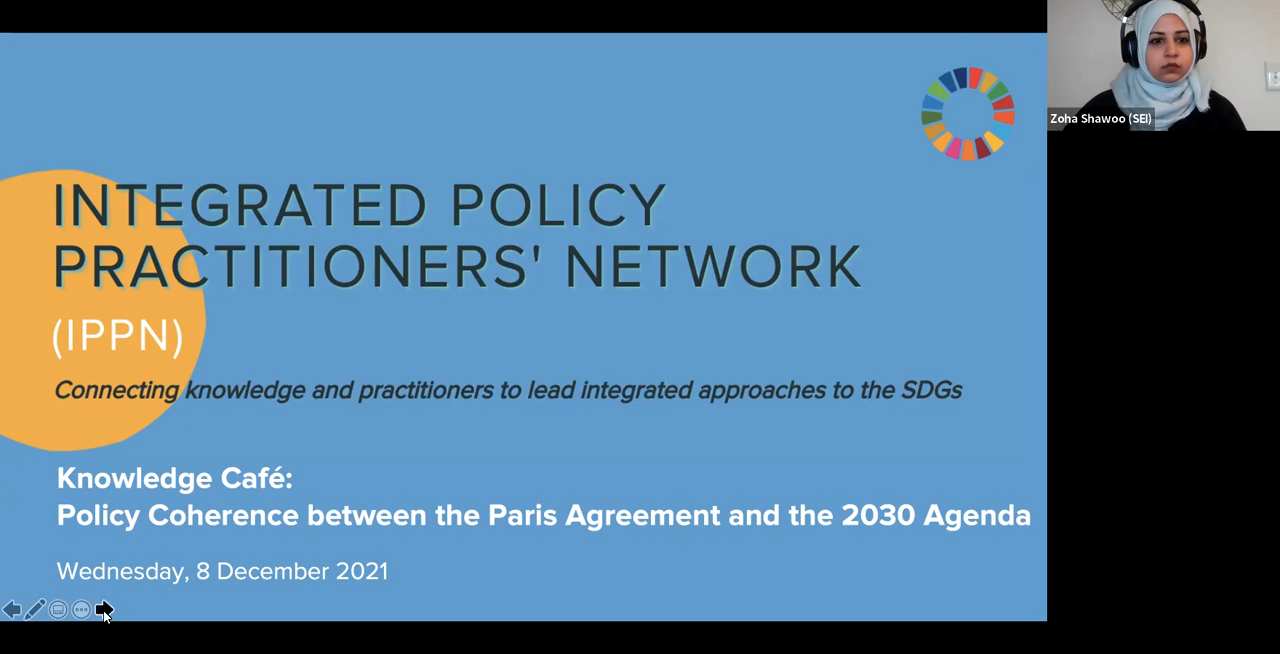 INTEGRATED POLICY
PRACTITIONERS' NETWORK
(IPPN)
Connecting knowledge and practitioners to lead integrated approaches to the SDGs
Knowledge Café:
Policy Coherence between the Paris Agreement and the 2030 Agenda
Wednesday, 8 December 2021
Zoha Shawoo (SEI)